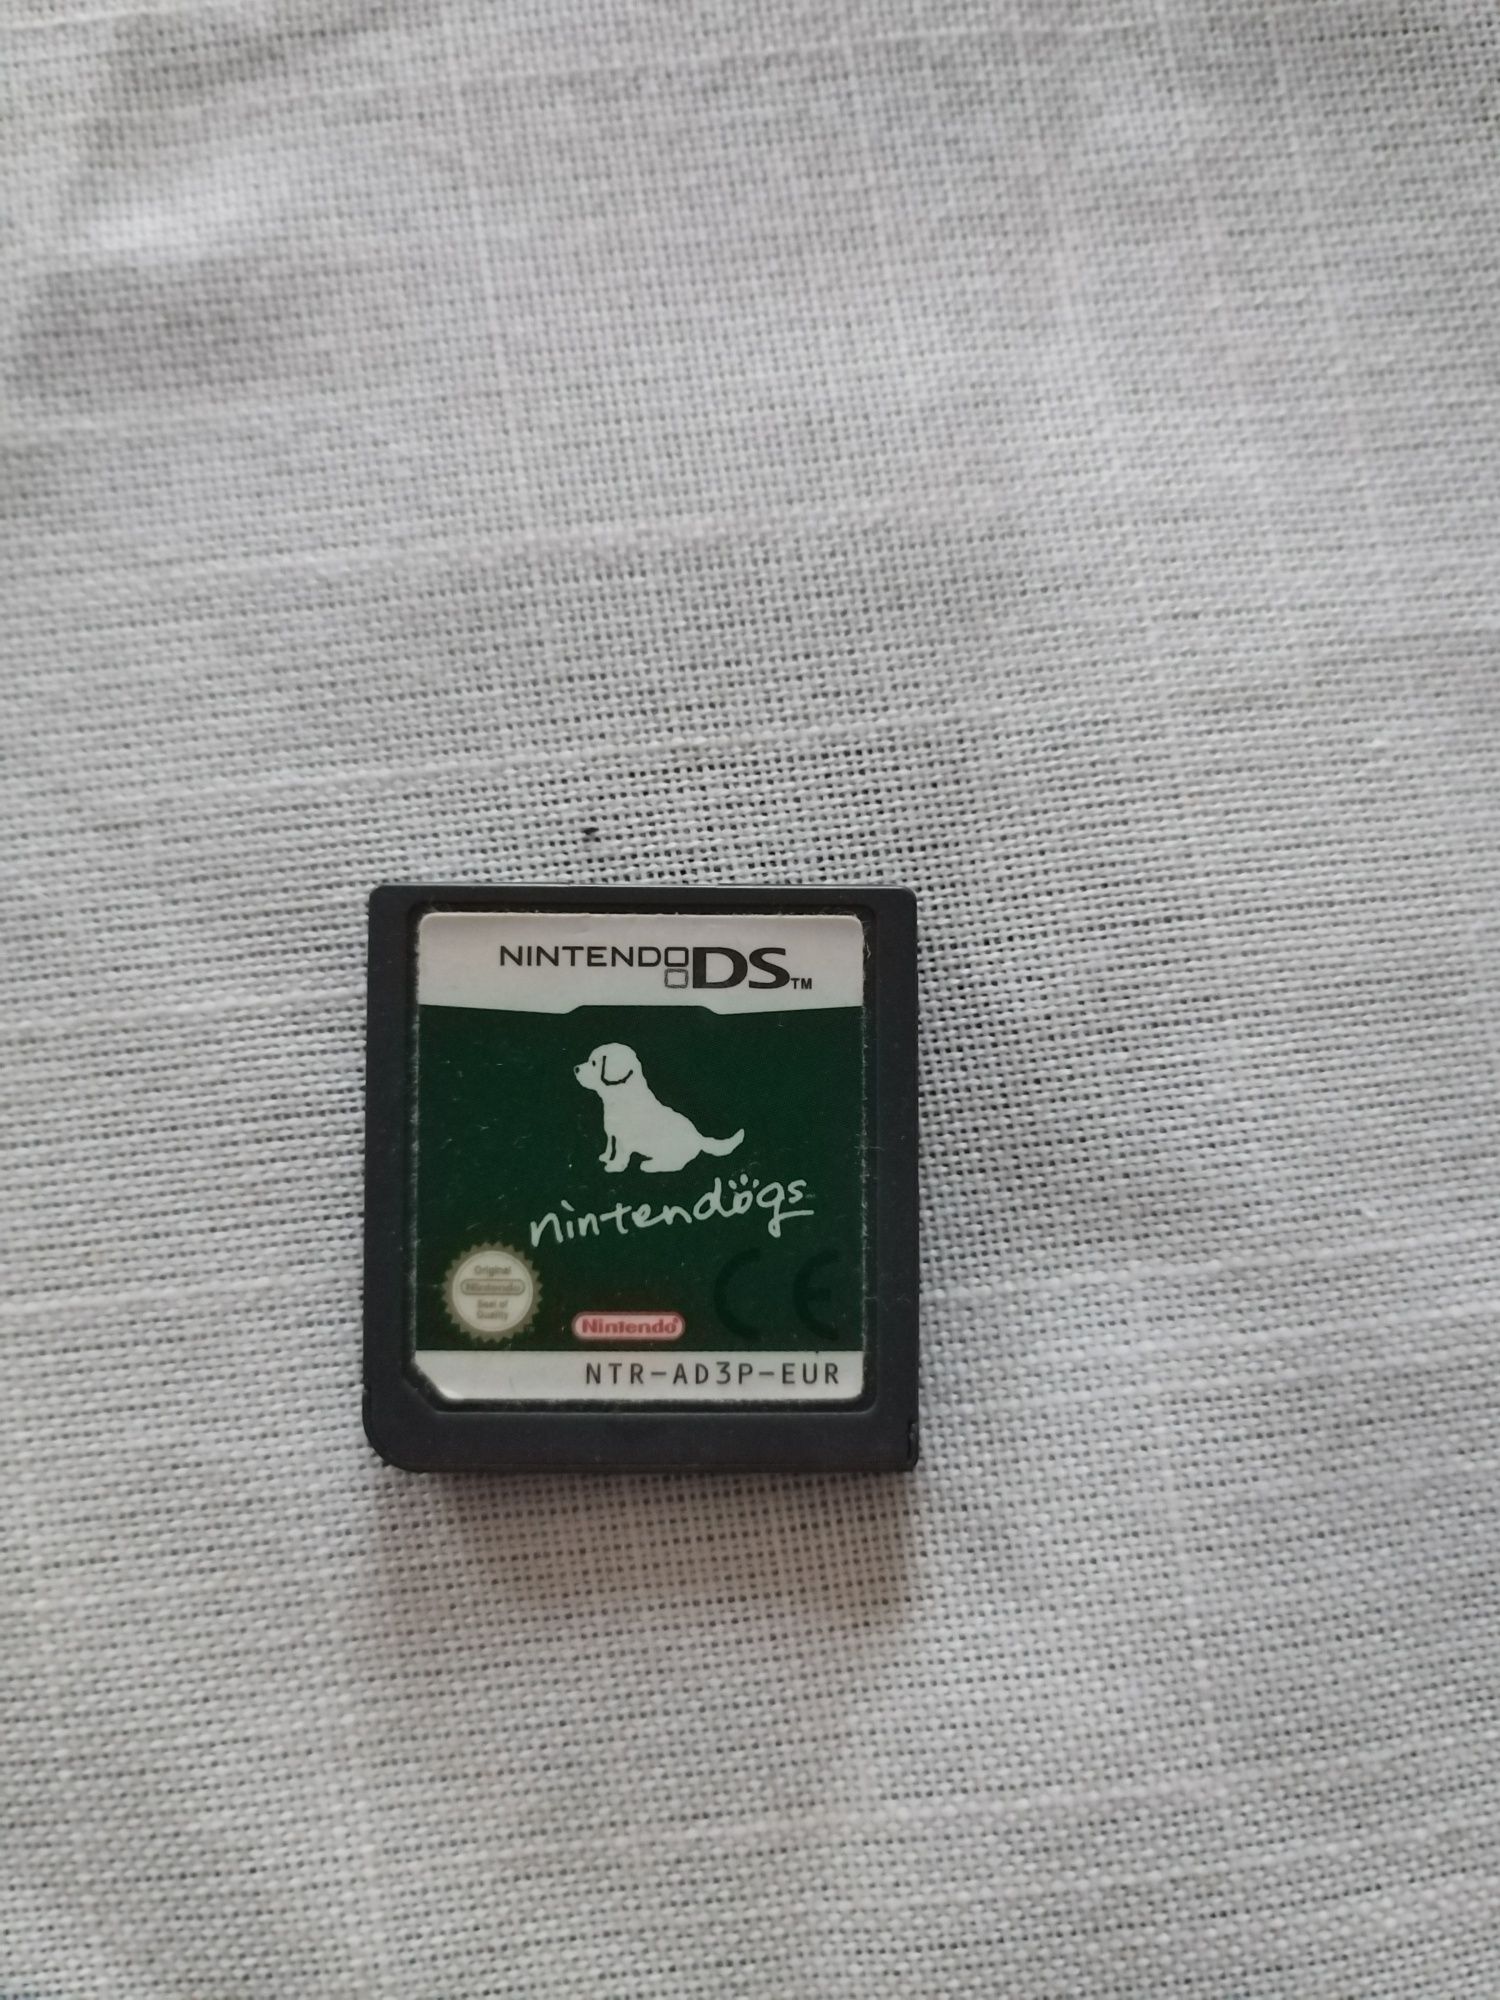 NINTENDO DS™
nintendogs
Original
Nintendo
Seal of
Quality
Nintendo®
CE
NTR-AD3P-EUR